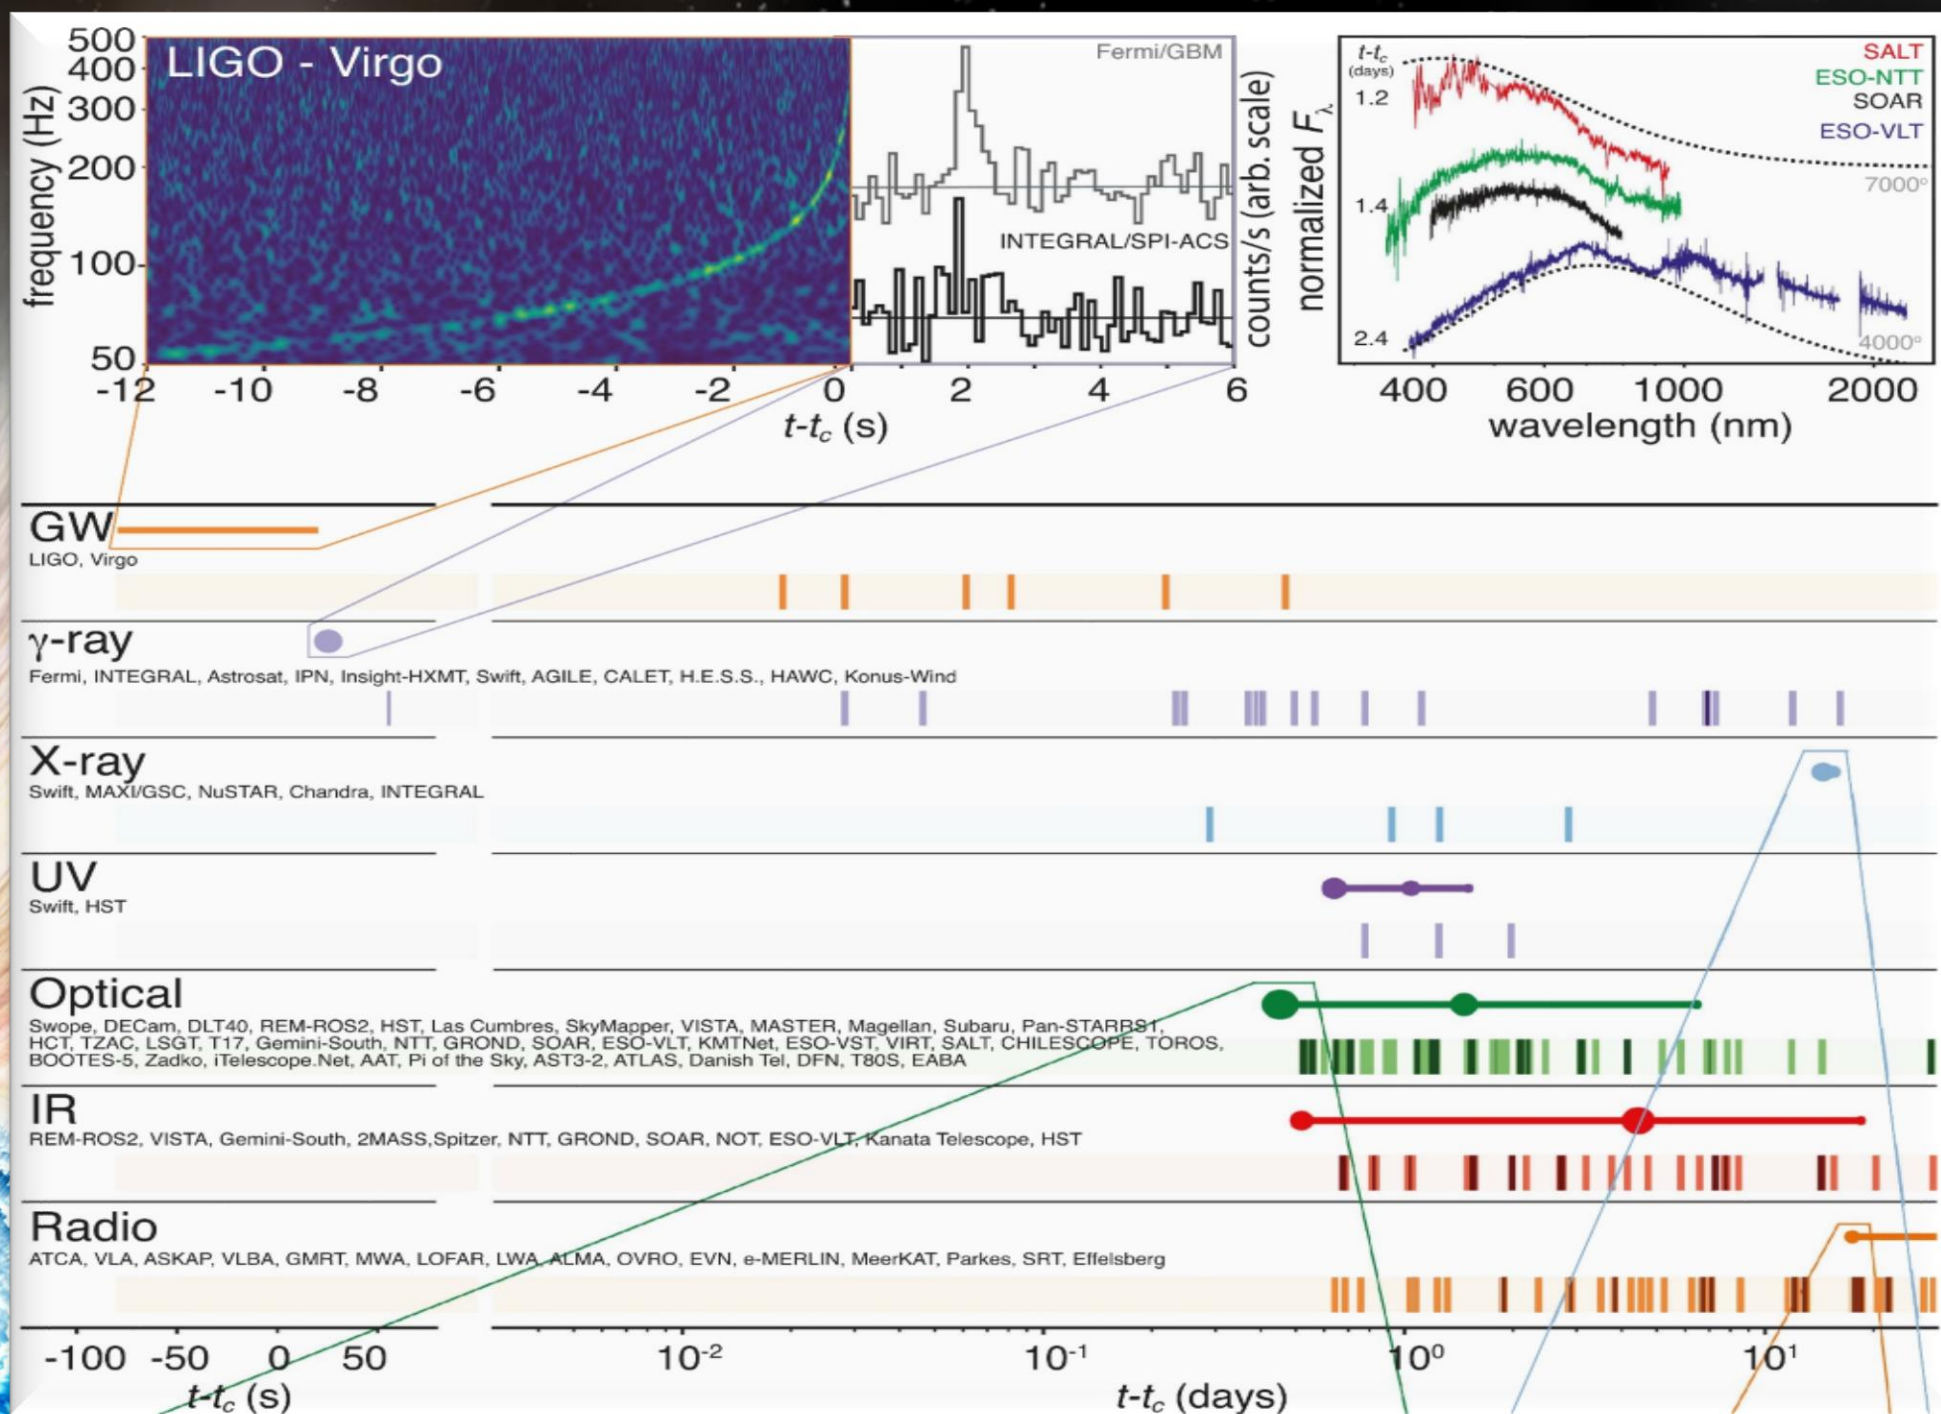 500
400
300
200
100
50
frequency (Hz)
LIGO - Virgo
-12 -10 -8 -6 -4 -2 0 2 4 6
t-tc (s)
Fermi/GBM
INTEGRAL/SPI-ACS
counts/s (arb. scale)
normalized Fλ
t-tc
(days)
1.2
1.4
2.4
SALT
ESO-NTT
SOAR
ESO-VLT
7000°
4000°
400 600 1000 2000
wavelength (nm)
GW
LIGO, Virgo
γ-ray
Fermi, INTEGRAL, Astrosat, IPN, Insight-HXMT, Swift, AGILE, CALET, H.E.S.S., HAWC, Konus-Wind
X-ray
Swift, MAXI/GSC, NuSTAR, Chandra, INTEGRAL
UV
Swift, HST
Optical
Swope, DECam, DLT40, REM-ROS2, HST, Las Cumbres, SkyMapper, VISTA, MASTER, Magellan, Subaru, Pan-STARRS1,
HCT, TZAC, LSGT, T17, Gemini-South, NTT, GROND, SOAR, ESO-VLT, KMTNet, ESO-VST, VIRT, SALT, CHILESCOPE, TOROS,
BOOTES-5, Zadko, iTelescope.Net, AAT, Pi of the Sky, AST3-2, ATLAS, Danish Tel, DFN, T80S, EABA
IR
REM-ROS2, VISTA, Gemini-South, 2MASS,Spitzer, NTT, GROND, SOAR, NOT, ESO-VLT, Kanata Telescope, HST
Radio
ATCA, VLA, ASKAP, VLBA, GMRT, MWA, LOFAR, LWA, ALMA, OVRO, EVN, e-MERLIN, MeerKAT, Parkes, SRT, Effelsberg
-100 -50 0 50 10⁻² 10⁻¹ 10⁰ 10¹
t-tc (s) t-tc (days)